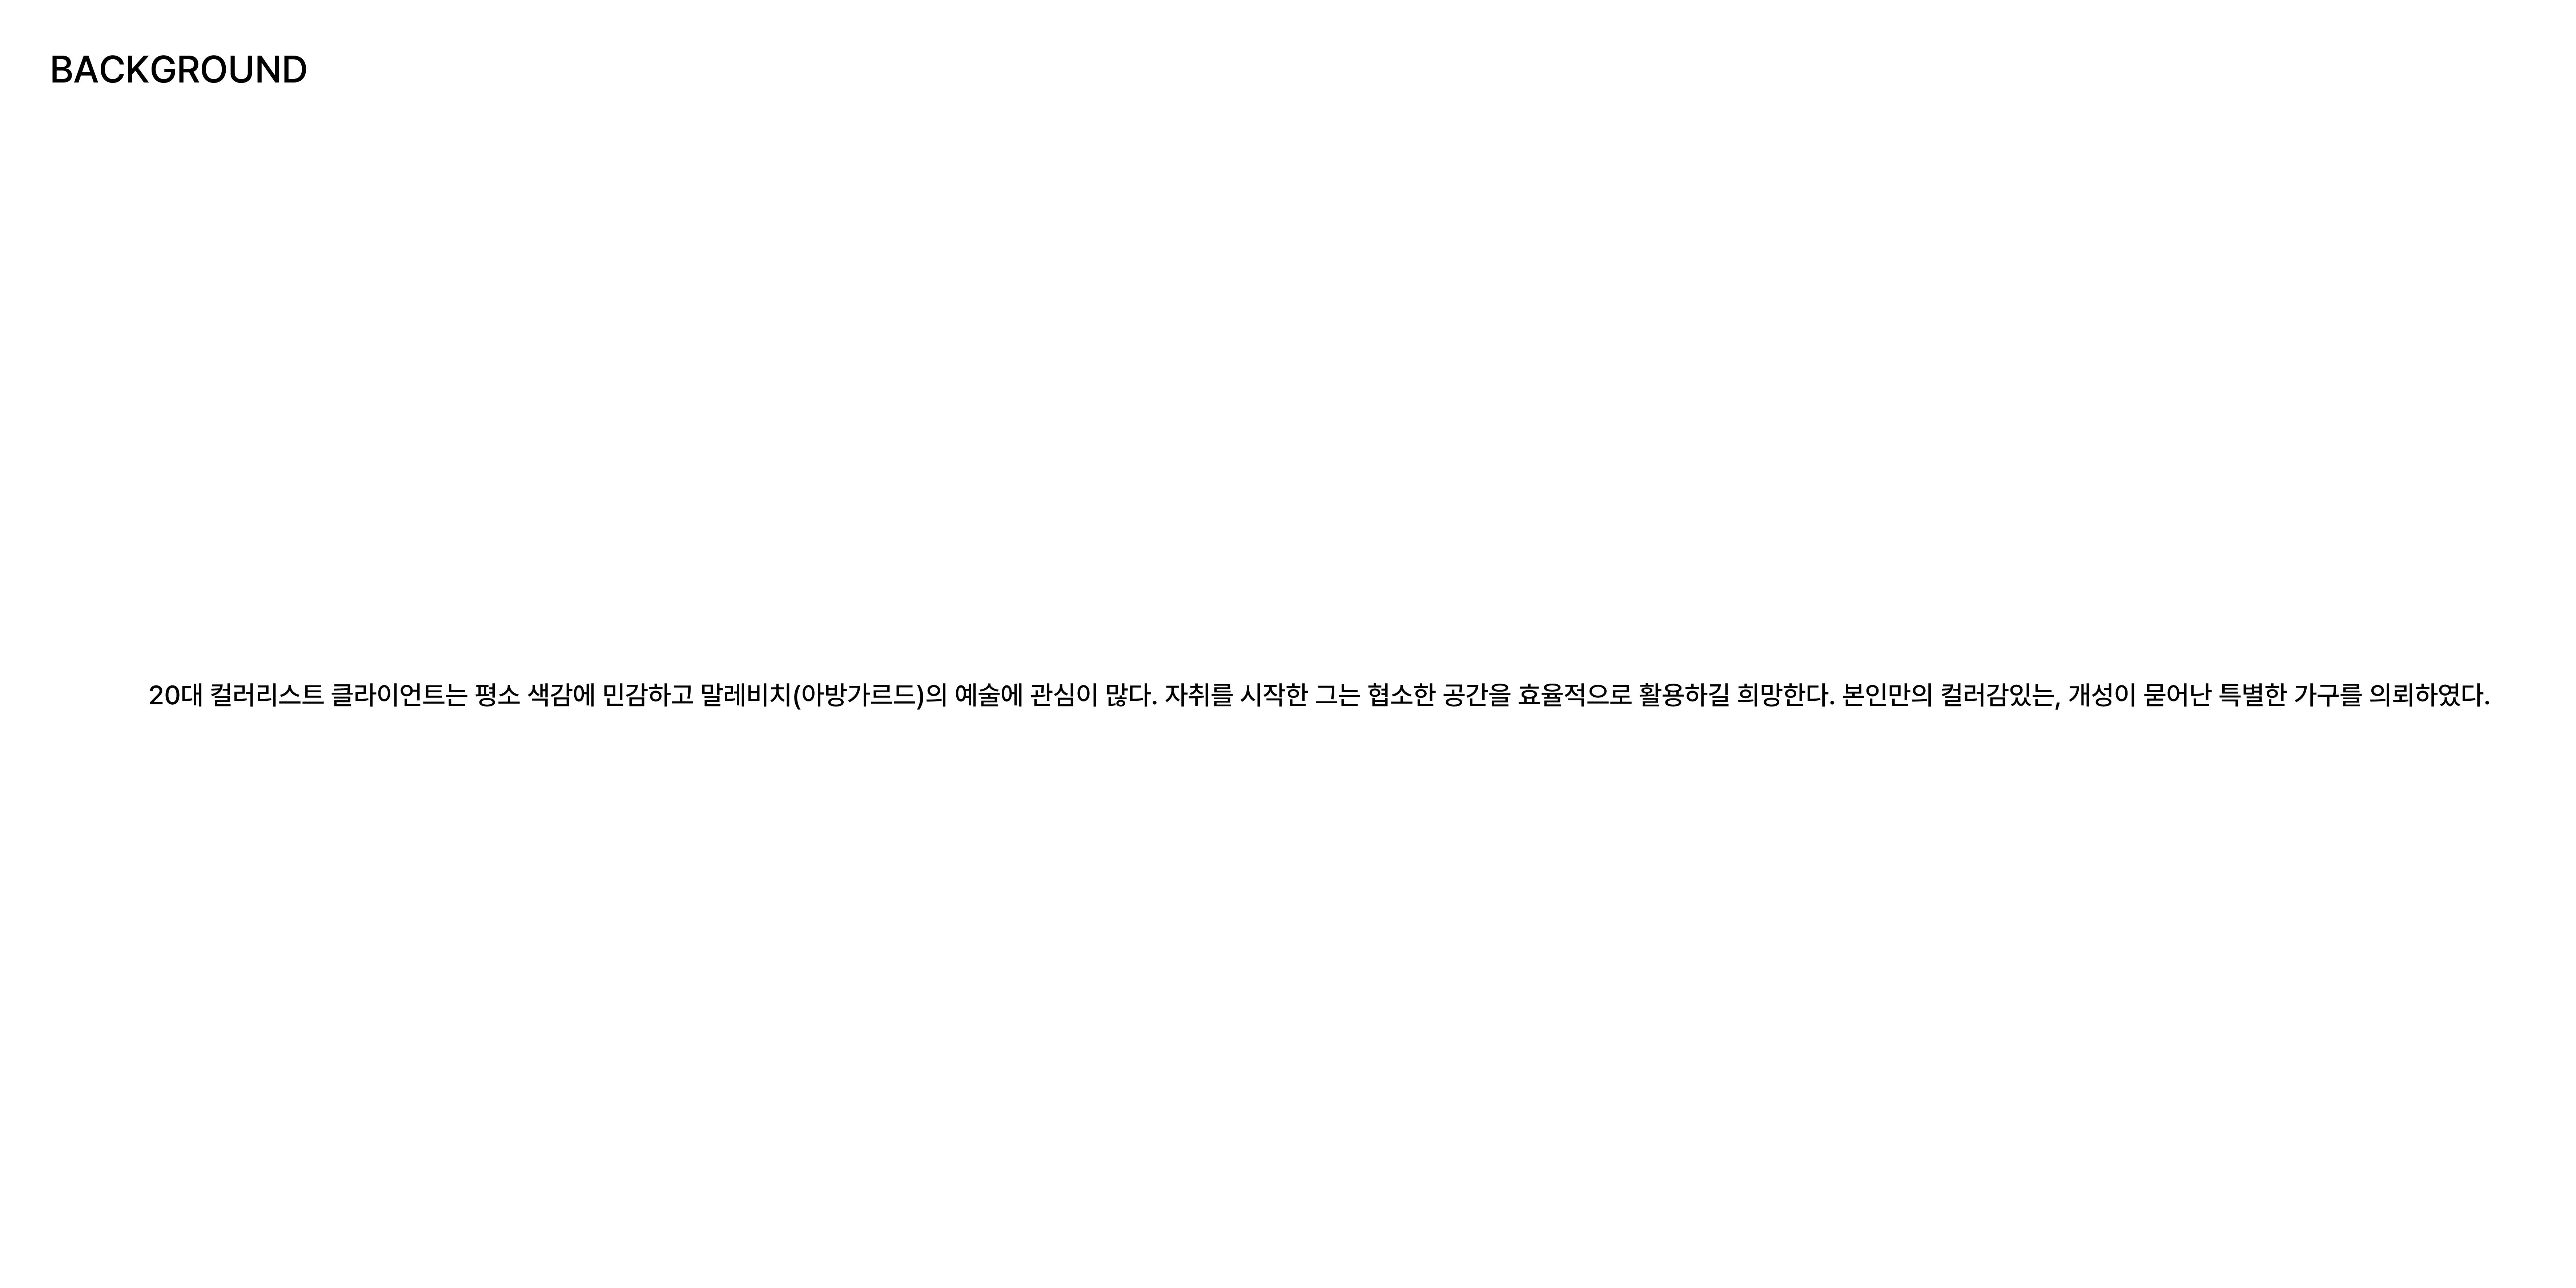 BACKGROUND
20대 컬러리스트 클라이언트는 평소 색감에 민감하고 말레비치(아방가르드)의 예술에 관심이 많다. 자취를 시작한 그는 협소한 공간을 효율적으로 활용하길 희망한다. 본인만의 컬러감있는, 개성이 묻어난 특별한 가구를 의뢰하였다.